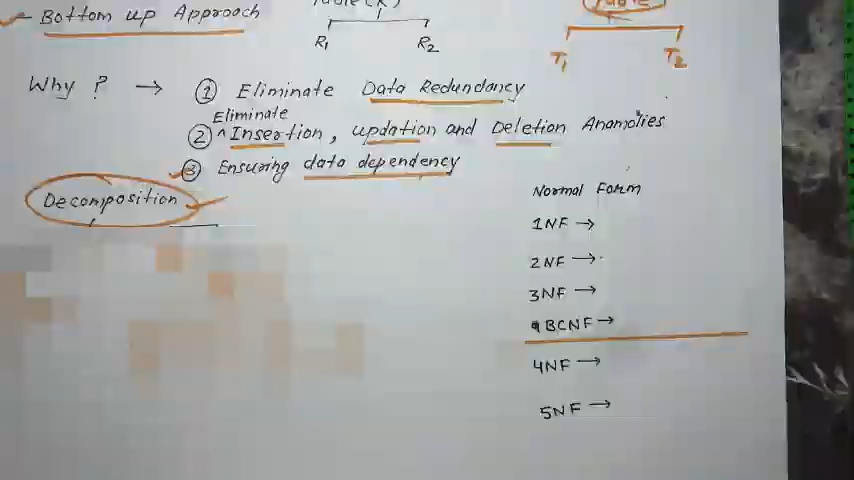 Bottom up Approach
R1 R2
T1 T2
Why ? → ① Eliminate Data Redundancy
Eliminate
② ^ Insertion, updation and Deletion Anomalies
③ Ensuring data dependency
Decomposition
Normal Form
1NF →
2NF →
3NF →
BCNF →
4NF →
5NF →